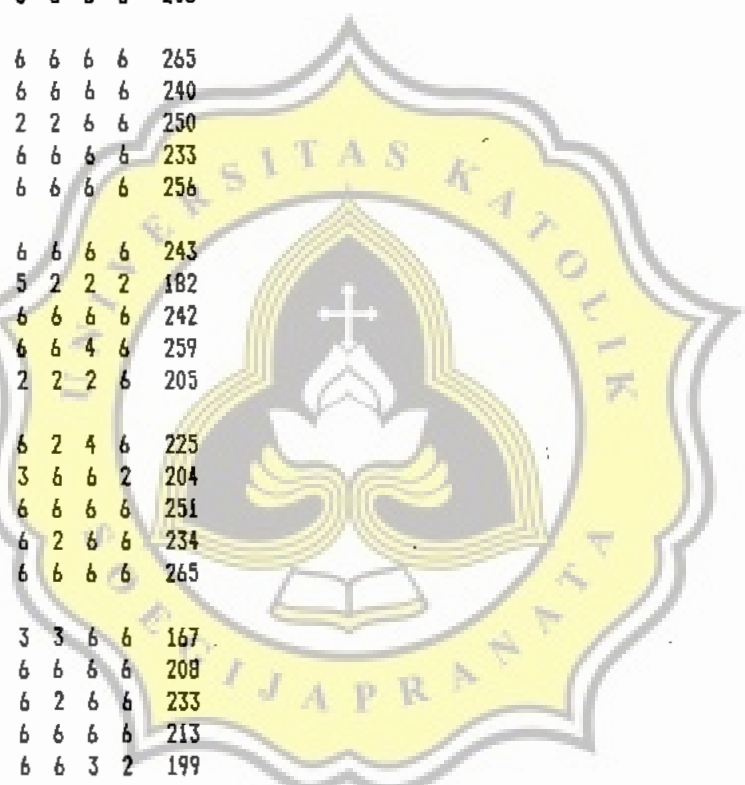 6 6 6 6 265
6 6 6 6 240
2 2 6 6 250
6 6 6 6 233
6 6 6 6 256
6 6 6 6 243
5 2 2 2 182
6 6 6 6 242
6 6 4 6 259
2 2 2 6 205
6 2 4 6 225
3 6 6 2 204
6 6 6 6 251
6 2 6 6 234
6 6 6 6 265
3 3 6 6 167
6 6 6 6 208
6 2 6 6 233
6 6 6 6 213
6 6 3 2 199
UNIVERSITAS KATOLIK
SOEGIJAPRANATA